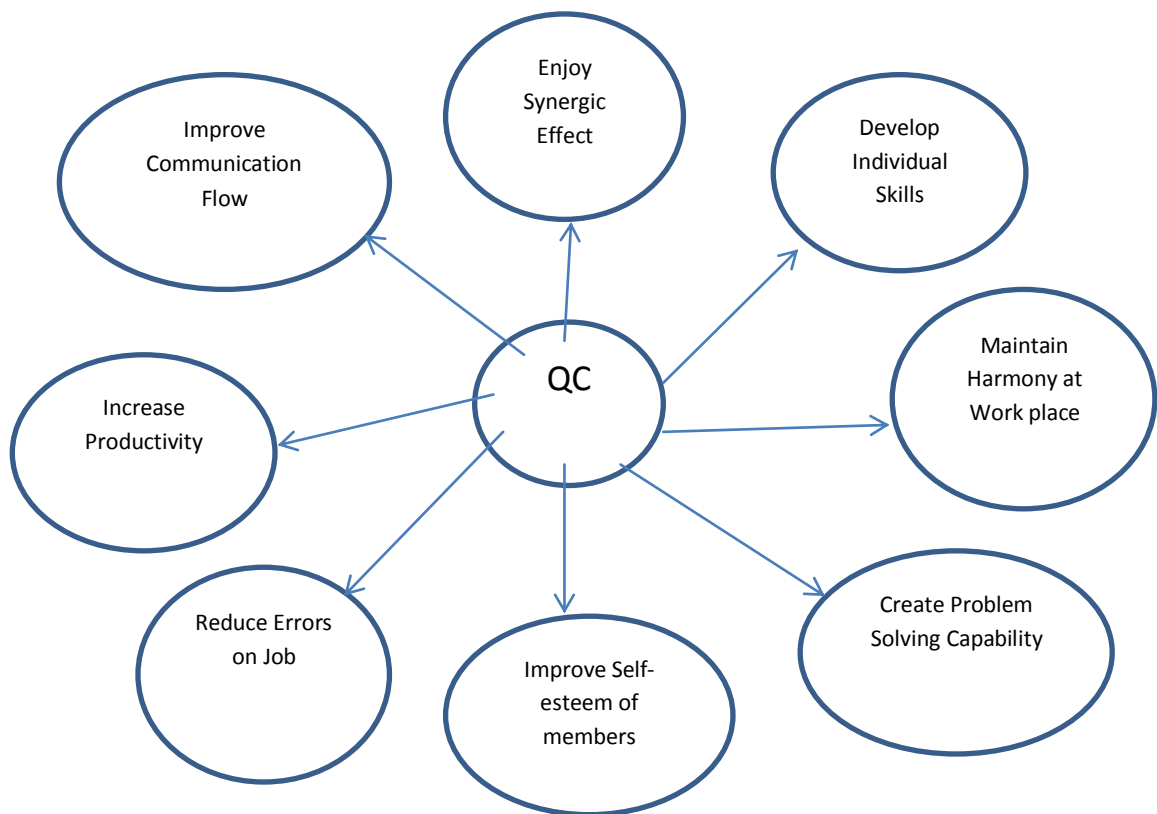 Enjoy
Synergic
Effect
Improve
Communication
Flow
Develop
Individual
Skills
Maintain
Harmony at
Work place
QC
Increase
Productivity
Reduce Errors
on Job
Improve Self-
esteem of
members
Create Problem
Solving Capability